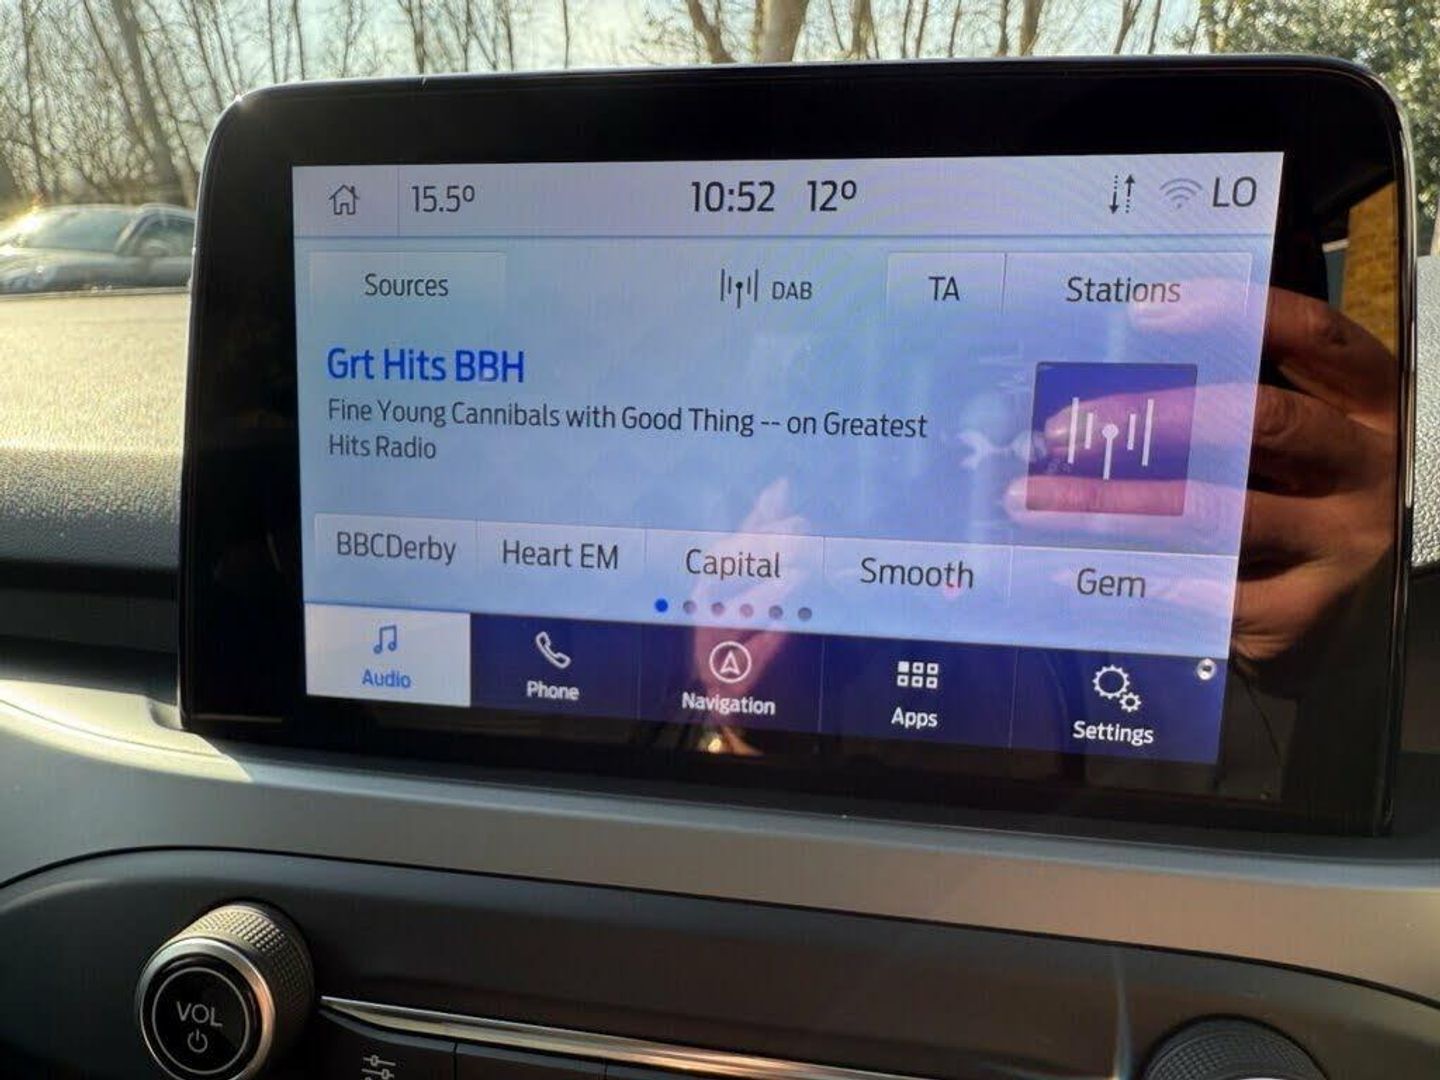 15.5° 10:52 12° LO
Sources DAB TA Stations
Grt Hits BBH
Fine Young Cannibals with Good Thing -- on Greatest
Hits Radio
BBCDerby Heart EM Capital Smooth Gem
Audio Phone Navigation Apps Settings
VOL